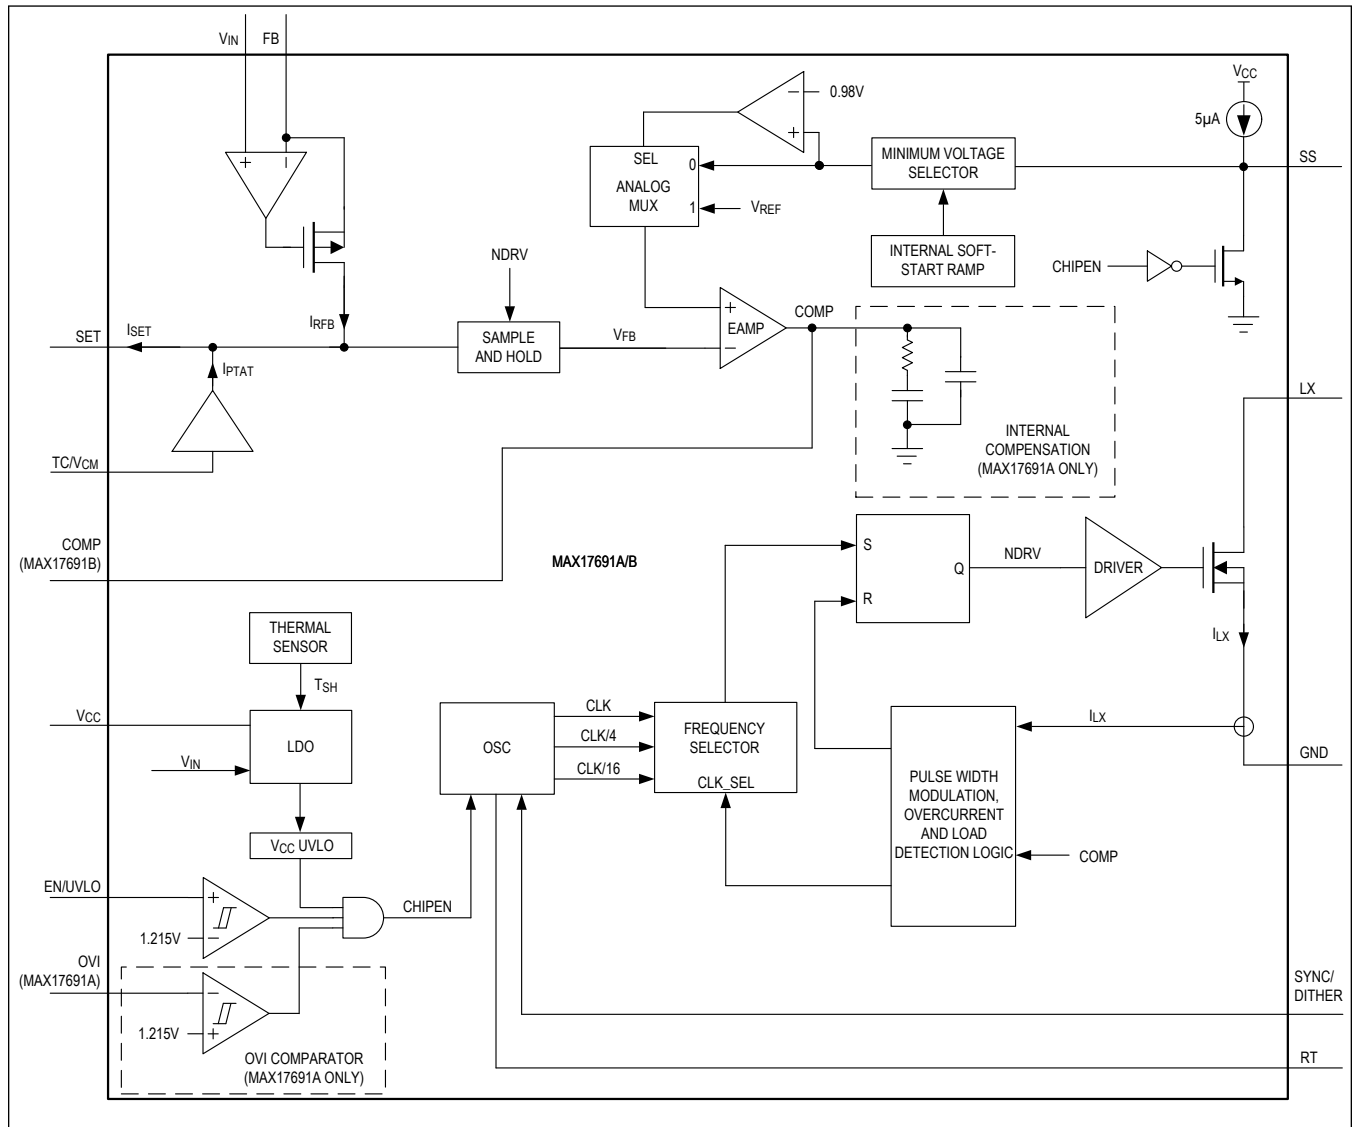 VIN
FB
VCC
5µA
0.98V
+
−
−
+
SEL
ANALOG
MUX
0
1
MINIMUM VOLTAGE
SELECTOR
SS
VREF
INTERNAL SOFT-
START RAMP
CHIPEN
NDRV
SET
ISET
IRFB
SAMPLE
AND HOLD
VFB
+
−
EAMP
COMP
IPTAT
TC/VCM
INTERNAL
COMPENSATION
(MAX17691A ONLY)
LX
COMP
(MAX17691B)
MAX17691A/B
S
R
Q
NDRV
DRIVER
ILX
THERMAL
SENSOR
TSH
VCC
LDO
VIN
OSC
CLK
CLK/4
CLK/16
FREQUENCY
SELECTOR
CLK_SEL
ILX
GND
PULSE WIDTH
MODULATION,
OVERCURRENT
AND LOAD
DETECTION LOGIC
COMP
VCC UVLO
EN/UVLO
+
1.215V
−
CHIPEN
OVI
(MAX17691A)
−
1.215V
+
OVI COMPARATOR
(MAX17691A ONLY)
SYNC/
DITHER
RT